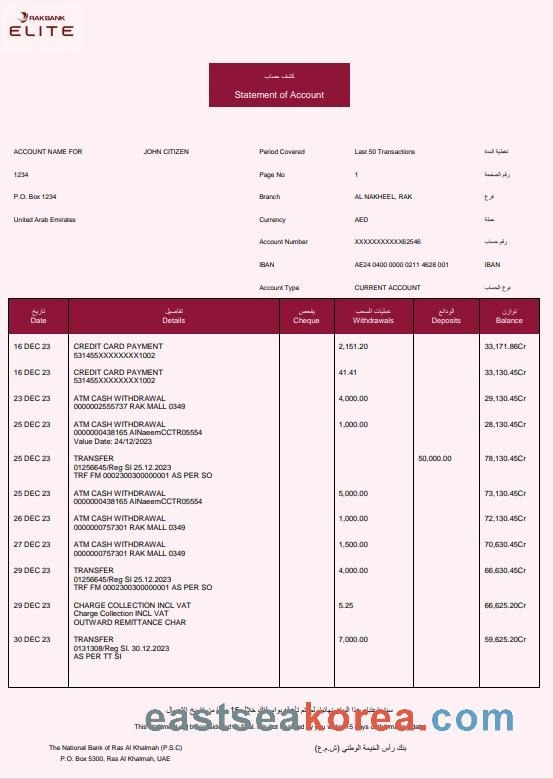 RAKBANK
ELITE
كشف حساب
Statement of Account
ACCOUNT NAME FOR JOHN CITIZEN Period Covered Last 50 Transactions تغطية المدة
1234 Page No 1 رقم الصفحة
P.O. Box 1234 Branch AL NAKHEEL, RAK فرع
United Arab Emirates Currency AED عملة
Account Number XXXXXXXXXXX62546 رقم حساب
IBAN AE24 0400 0000 0211 4628 001 IBAN
Account Type CURRENT ACCOUNT نوع الحساب
تاريخ تفاصيل يفحص عمليات السحب الودائع توازن
Date Details Cheque Withdrawals Deposits Balance
16 DEC 23 CREDIT CARD PAYMENT 2,151.20 33,171.86Cr
531455XXXXXXXX1002
16 DEC 23 CREDIT CARD PAYMENT 41.41 33,130.45Cr
531455XXXXXXXX1002
23 DEC 23 ATM CASH WITHDRAWAL 4,000.00 29,130.45Cr
0000002555737 RAK MALL 0349
25 DEC 23 ATM CASH WITHDRAWAL 1,000.00 28,130.45Cr
0000000438165 AlNaeemCCTR05554
Value Date: 24/12/2023
25 DEC 23 TRANSFER 50,000.00 78,130.45Cr
01256645/Reg SI 25.12.2023
TRF FM 0002300300000001 AS PER SO
25 DEC 23 ATM CASH WITHDRAWAL 5,000.00 73,130.45Cr
0000000438165 AlNaeemCCTR05554
26 DEC 23 ATM CASH WITHDRAWAL 1,000.00 72,130.45Cr
0000000757301 RAK MALL 0349
27 DEC 23 ATM CASH WITHDRAWAL 1,500.00 70,630.45Cr
0000000757301 RAK MALL 0349
29 DEC 23 TRANSFER 4,000.00 66,630.45Cr
01256645/Reg SI. 25.12.2023
TRF FM 0002300300000001 AS PER SO
29 DEC 23 CHARGE COLLECTION INCL VAT 5.25 66,625.20Cr
Charge Collection INCL VAT
OUTWARD REMITTANCE CHAR
30 DEC 23 TRANSFER 7,000.00 59,625.20Cr
0131308/Reg SI. 30.12.2023
AS PER TT SI
eastseakorea.com
The National Bank of Ras Al Khaimah (P.S.C) بنك رأس الخيمة الوطني (ش.م.ع)
P.O. Box 5300, Ras Al Khaimah, UAE